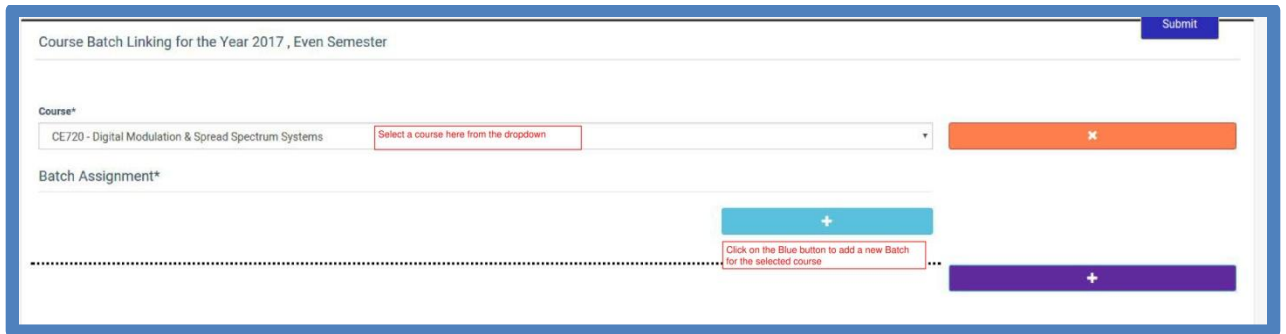 Submit
Course Batch Linking for the Year 2017 , Even Semester
Course*
CE720 - Digital Modulation & Spread Spectrum Systems
Select a course here from the dropdown
Batch Assignment*
Click on the Blue button to add a new Batch
for the selected course